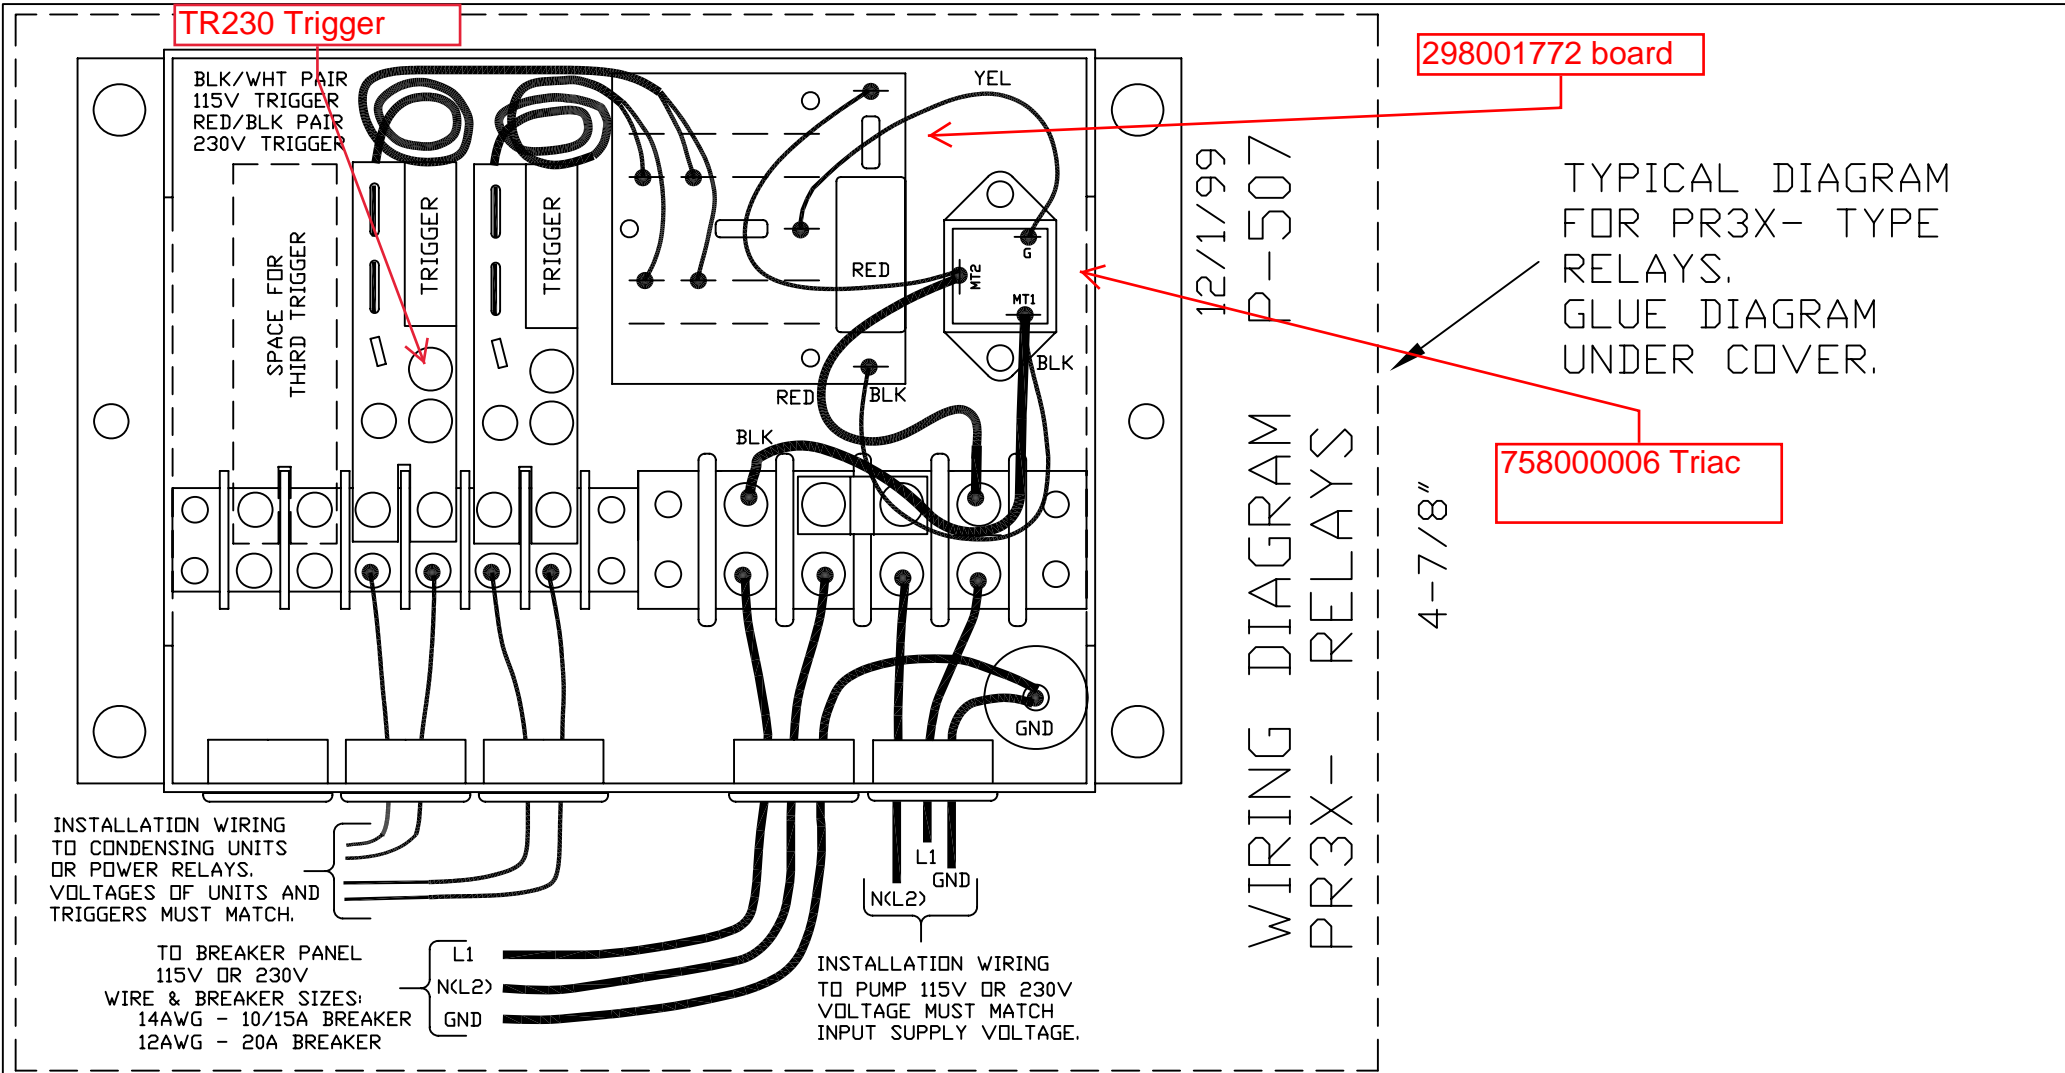 TR230 Trigger
298001772 board
BLK/WHT PAIR
115V TRIGGER
RED/BLK PAIR
230V TRIGGER
YEL
SPACE FOR
THIRD TRIGGER
TRIGGER
TRIGGER
RED
G
MT2
MT1
BLK
RED
BLK
BLK
12/1/99
P-507
TYPICAL DIAGRAM
FOR PR3X- TYPE
RELAYS.
GLUE DIAGRAM
UNDER COVER.
758000006 Triac
4-7/8"
WIRING DIAGRAM
PR3X- RELAYS
GND
INSTALLATION WIRING
TO CONDENSING UNITS
OR POWER RELAYS.
VOLTAGES OF UNITS AND
TRIGGERS MUST MATCH.
L1
GND
N(L2)
TO BREAKER PANEL
115V OR 230V
WIRE & BREAKER SIZES:
14AWG - 10/15A BREAKER
12AWG - 20A BREAKER
L1
N(L2)
GND
INSTALLATION WIRING
TO PUMP 115V OR 230V
VOLTAGE MUST MATCH
INPUT SUPPLY VOLTAGE.